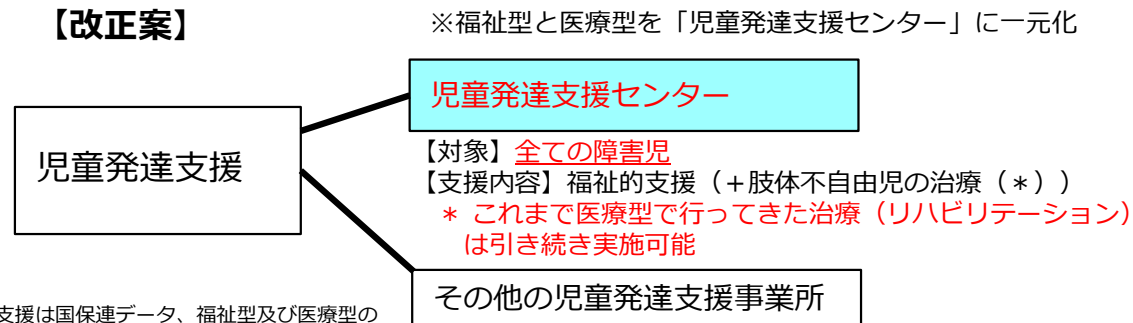 【改正案】
※福祉型と医療型を「児童発達支援センター」に一元化
児童発達支援センター
児童発達支援
【対象】全ての障害児
【支援内容】福祉的支援（＋肢体不自由児の治療（＊））
＊ これまで医療型で行ってきた治療（リハビリテーション）
は引き続き実施可能
その他の児童発達支援事業所
支援は国保連データ、福祉型及び医療型の